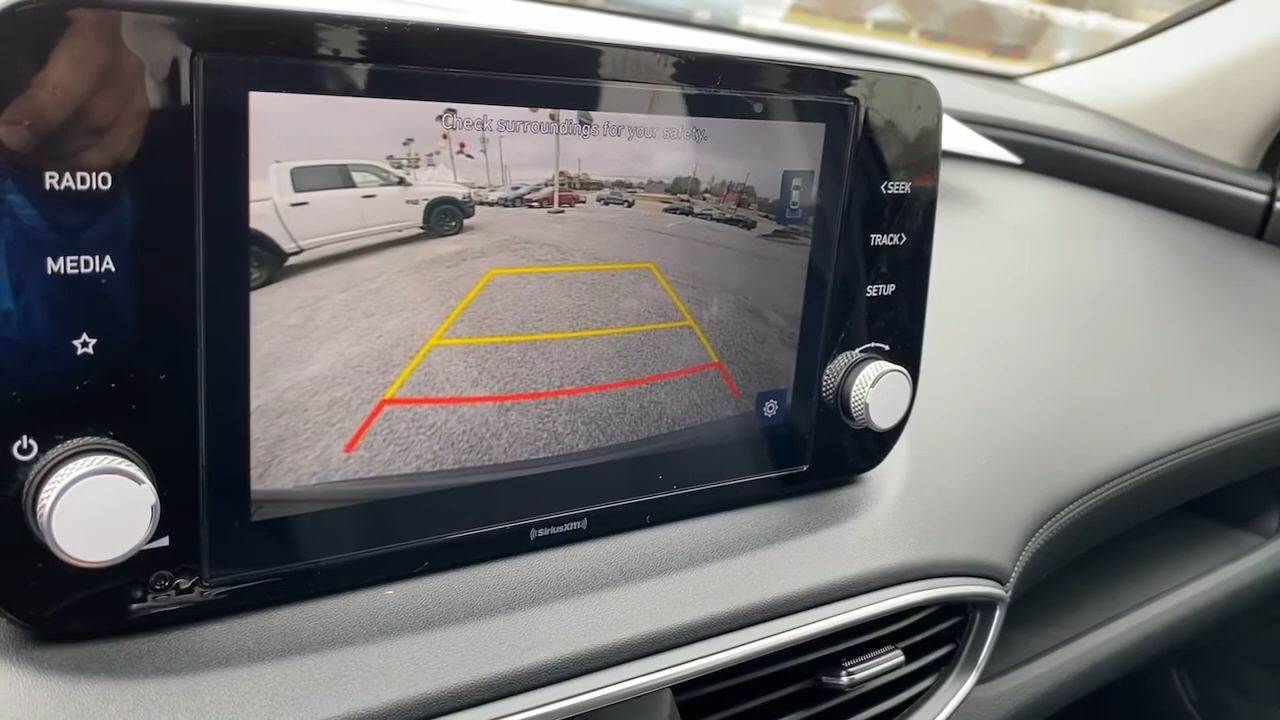 Check surroundings for your safety.
RADIO
MEDIA
<SEEK
TRACK>
SETUP
SiriusXM